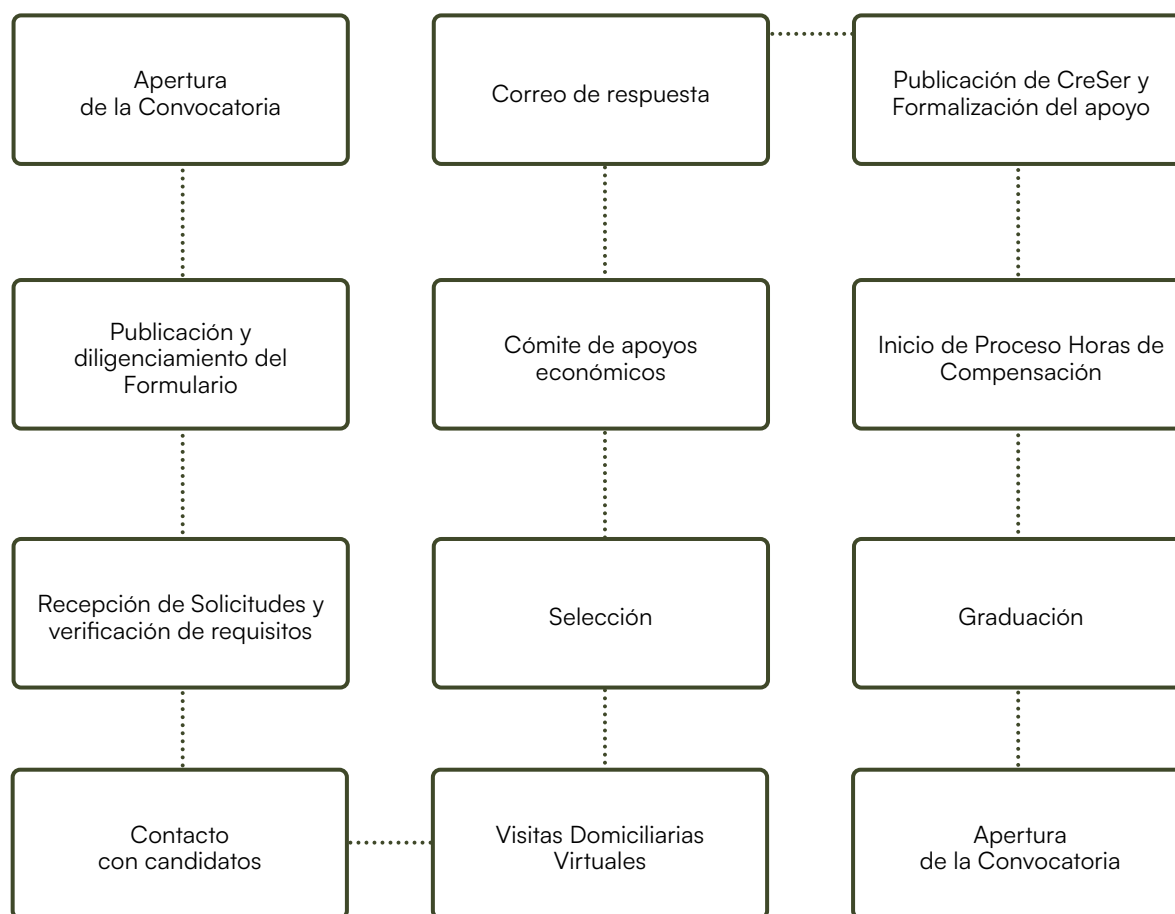 Apertura
de la Convocatoria
Publicación y
diligenciamiento del
Formulario
Recepción de Solicitudes y
verificación de requisitos
Contacto
con candidatos
Visitas Domiciliarias
Virtuales
Selección
Cómite de apoyos
económicos
Correo de respuesta
Publicación de CreSer y
Formalización del apoyo
Inicio de Proceso Horas de
Compensación
Graduación
Apertura
de la Convocatoria